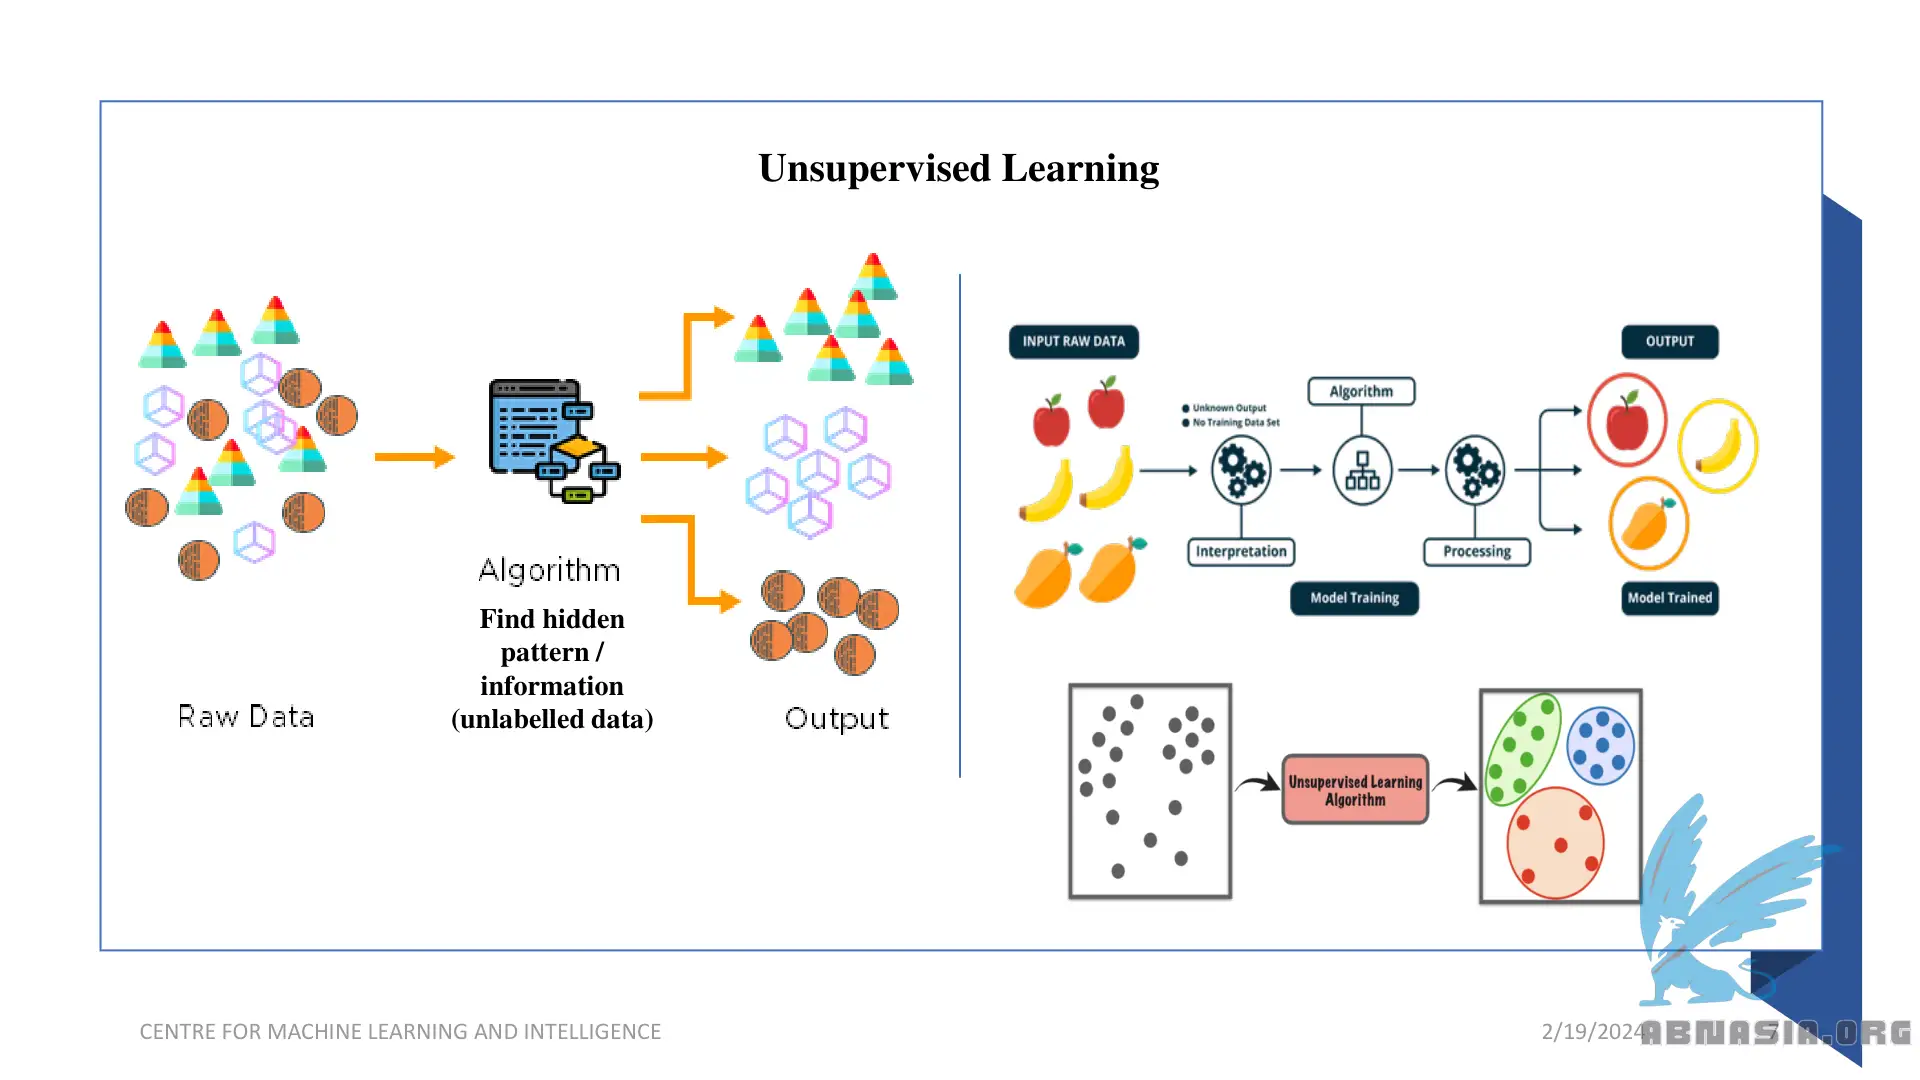 Unsupervised Learning
Raw Data
Algorithm
Find hidden
pattern /
information
(unlabelled data)
Output
INPUT RAW DATA
Unknown Output
No Training Data Set
Interpretation
Algorithm
Processing
Model Training
OUTPUT
Model Trained
Unsupervised Learning
Algorithm
CENTRE FOR MACHINE LEARNING AND INTELLIGENCE
2/19/2024
7
ABNASIA.ORG